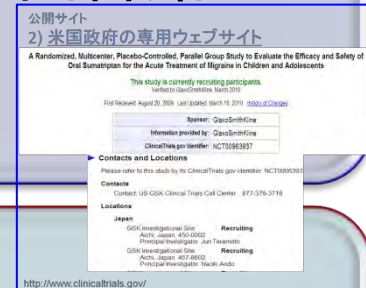 公開サイト
2) 米国政府の専用ウェブサイト
A Randomized, Multicenter, Placebo-Controlled, Parallel Group Study to Evaluate the Efficacy and Safety of
Oral Sumatriptan for the Acute Treatment of Migraine in Children and Adolescents
This study is currently recruiting participants.
Verified by GlaxoSmithKline, March 2010
First Received: August 20, 2009 Last Updated: March 18, 2010 History of Changes
Sponsor: GlaxoSmithKline
Information provided by: GlaxoSmithKline
ClinicalTrials.gov Identifier: NCT00963937
Contacts and Locations
Please refer to this study by its ClinicalTrials.gov identifier: NCT00963937
Contacts
Contact: US GSK Clinical Trials Call Center 877-379-3718
Locations
Japan
GSK Investigational Site Recruiting
Aichi, Japan, 450-0002
Principal Investigator: Jun Teramoto
GSK Investigational Site Recruiting
Aichi, Japan, 467-8602
Principal Investigator: Naoki Ando
http://www.clinicaltrials.gov/